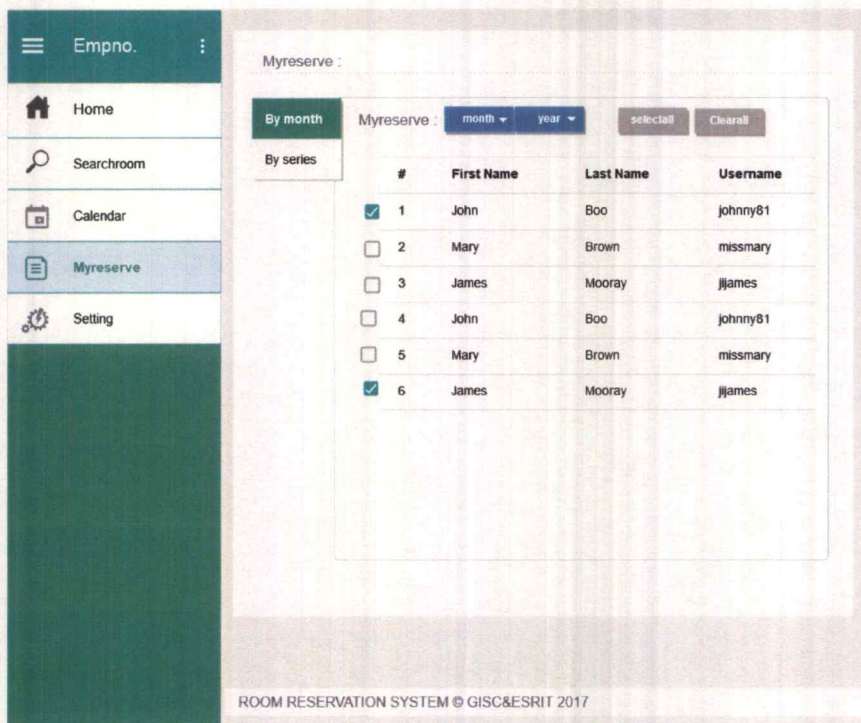 Empno.
Home
Searchroom
Calendar
Myreserve
Setting
Myreserve :
By month
By series
Myreserve : month year selectall Clearall
# First Name Last Name Username
1 John Boo johnny81
2 Mary Brown missmary
3 James Mooray jijames
4 John Boo johnny81
5 Mary Brown missmary
6 James Mooray jijames
ROOM RESERVATION SYSTEM © GISC&ESRIT 2017